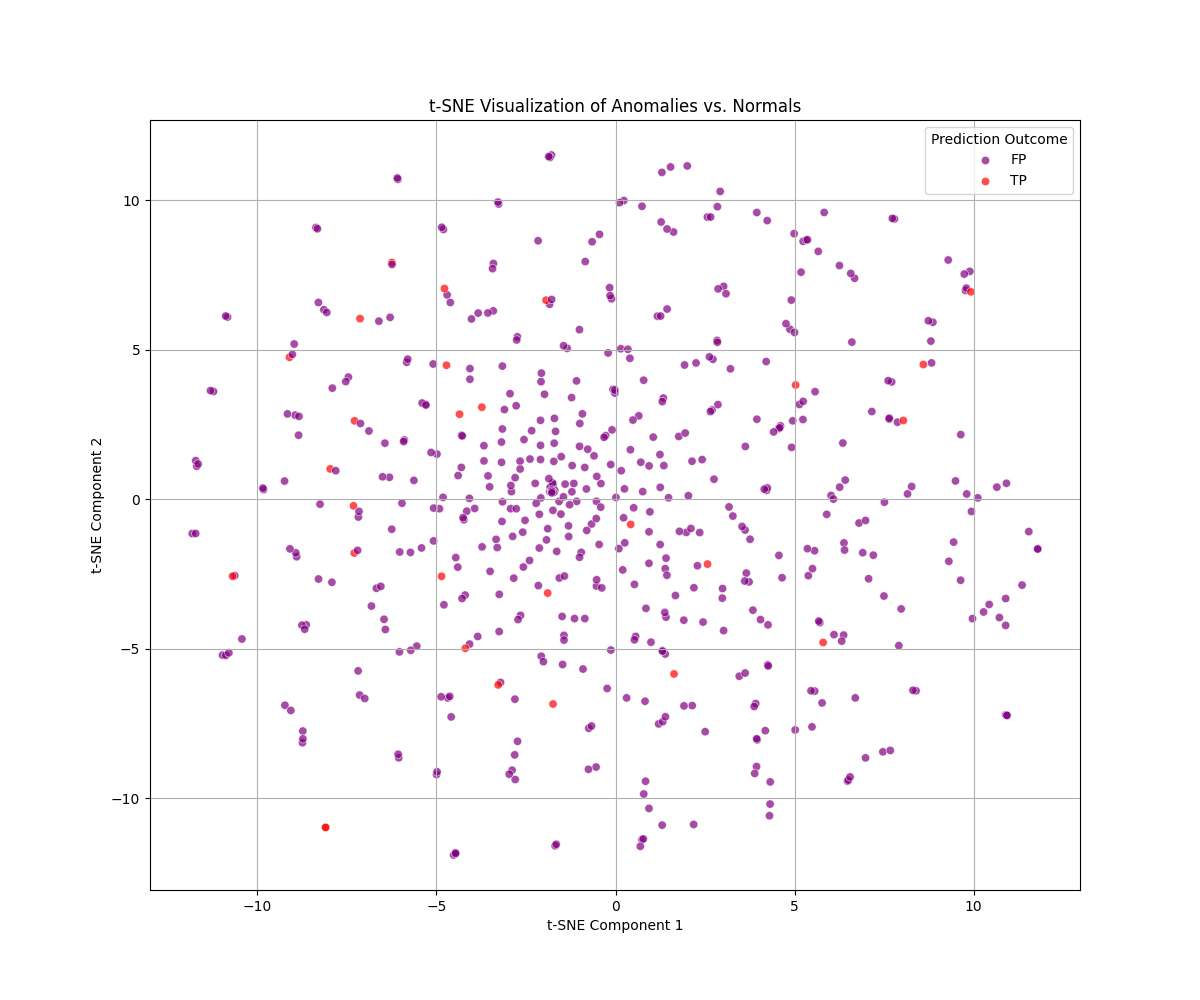 t-SNE Visualization of Anomalies vs. Normals
Prediction Outcome
FP
TP
10
5
0
−5
−10
t-SNE Component 2
−10
−5
0
5
10
t-SNE Component 1